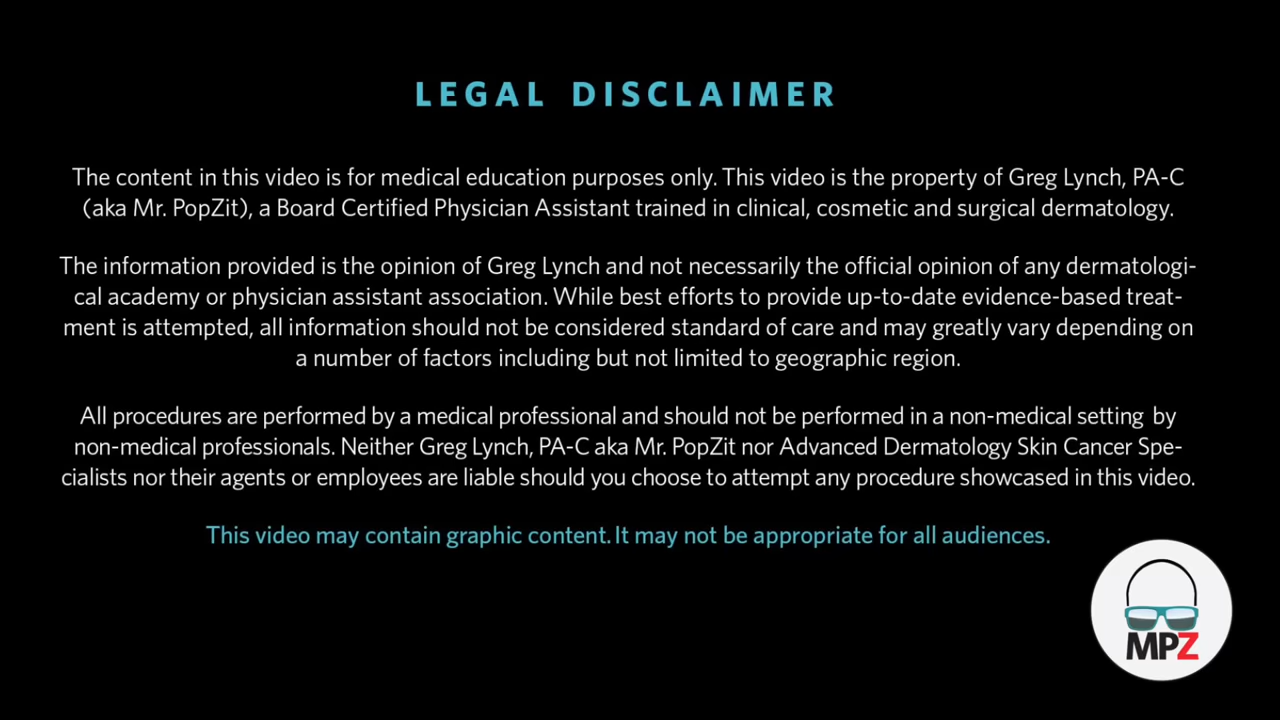 LEGAL DISCLAIMER
The content in this video is for medical education purposes only. This video is the property of Greg Lynch, PA-C
(aka Mr. PopZit), a Board Certified Physician Assistant trained in clinical, cosmetic and surgical dermatology.
The information provided is the opinion of Greg Lynch and not necessarily the official opinion of any dermatologi-
cal academy or physician assistant association. While best efforts to provide up-to-date evidence-based treat-
ment is attempted, all information should not be considered standard of care and may greatly vary depending on
a number of factors including but not limited to geographic region.
All procedures are performed by a medical professional and should not be performed in a non-medical setting by
non-medical professionals. Neither Greg Lynch, PA-C aka Mr. PopZit nor Advanced Dermatology Skin Cancer Spe-
cialists nor their agents or employees are liable should you choose to attempt any procedure showcased in this video.
This video may contain graphic content. It may not be appropriate for all audiences.
MPZ